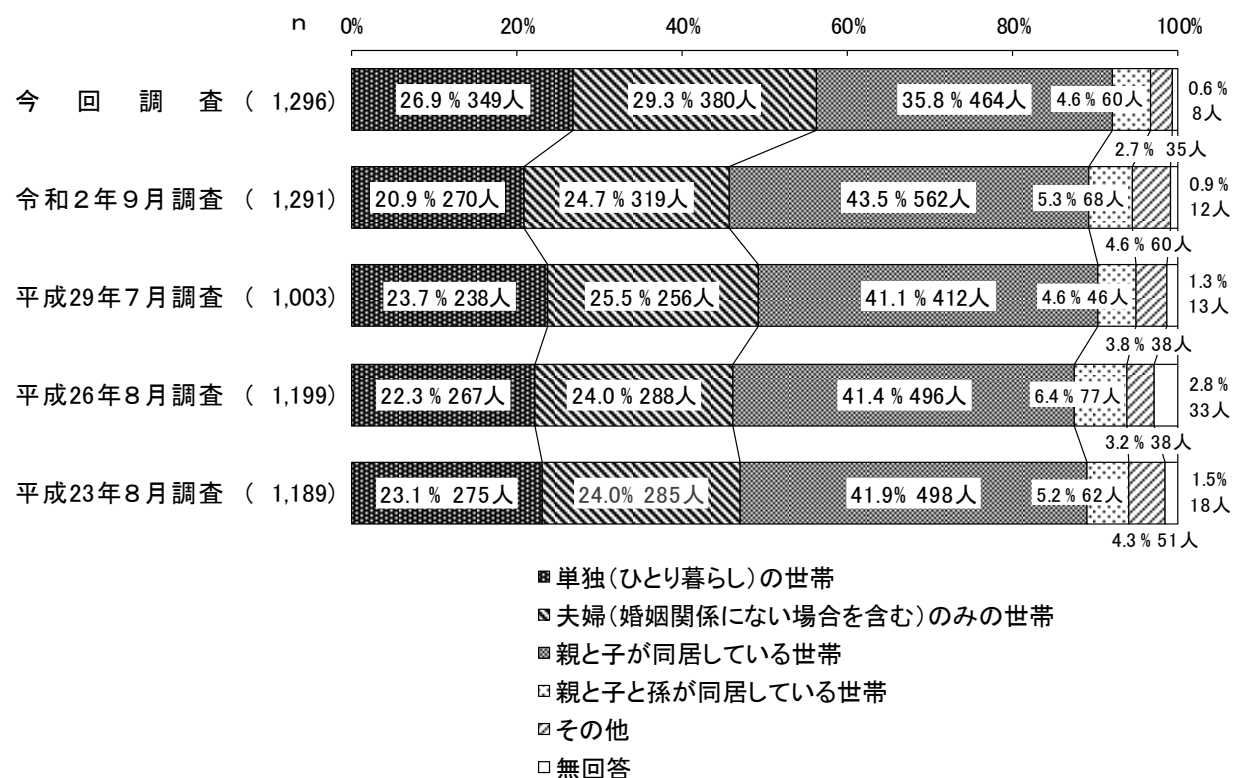 n 0% 20% 40% 60% 80% 100%
今回調査 ( 1,296) 26.9 % 349人 29.3 % 380人 35.8 % 464人 4.6 % 60人 0.6 %
8人
2.7 % 35人
令和2年9月調査 ( 1,291) 20.9 % 270人 24.7 % 319人 43.5 % 562人 5.3 % 68人 0.9 %
12人
4.6 % 60人
平成29年7月調査 ( 1,003) 23.7 % 238人 25.5 % 256人 41.1 % 412人 4.6 % 46人 1.3 %
13人
3.8 % 38人
平成26年8月調査 ( 1,199) 22.3 % 267人 24.0 % 288人 41.4 % 496人 6.4 % 77人 2.8 %
33人
3.2 % 38人
平成23年8月調査 ( 1,189) 23.1 % 275人 24.0% 285人 41.9% 498人 5.2 % 62人 1.5%
18人
4.3 % 51人
単独(ひとり暮らし)の世帯
夫婦(婚姻関係にない場合を含む)のみの世帯
親と子が同居している世帯
親と子と孫が同居している世帯
その他
無回答